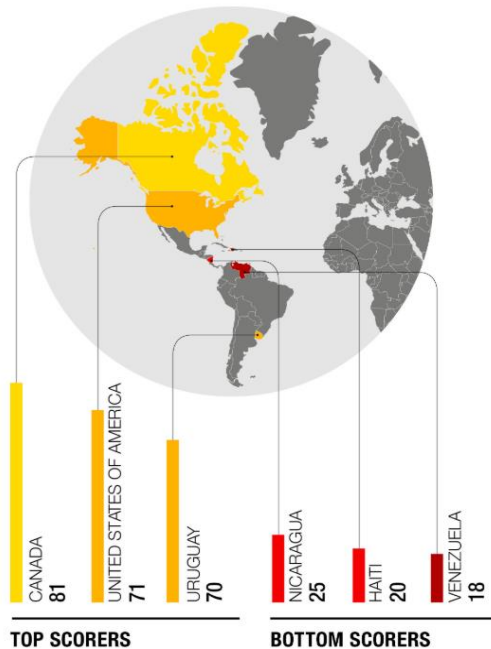 CANADA
81
UNITED STATES OF AMERICA
71
URUGUAY
70
NICARAGUA
25
HAITI
20
VENEZUELA
18
TOP SCORERS
BOTTOM SCORERS